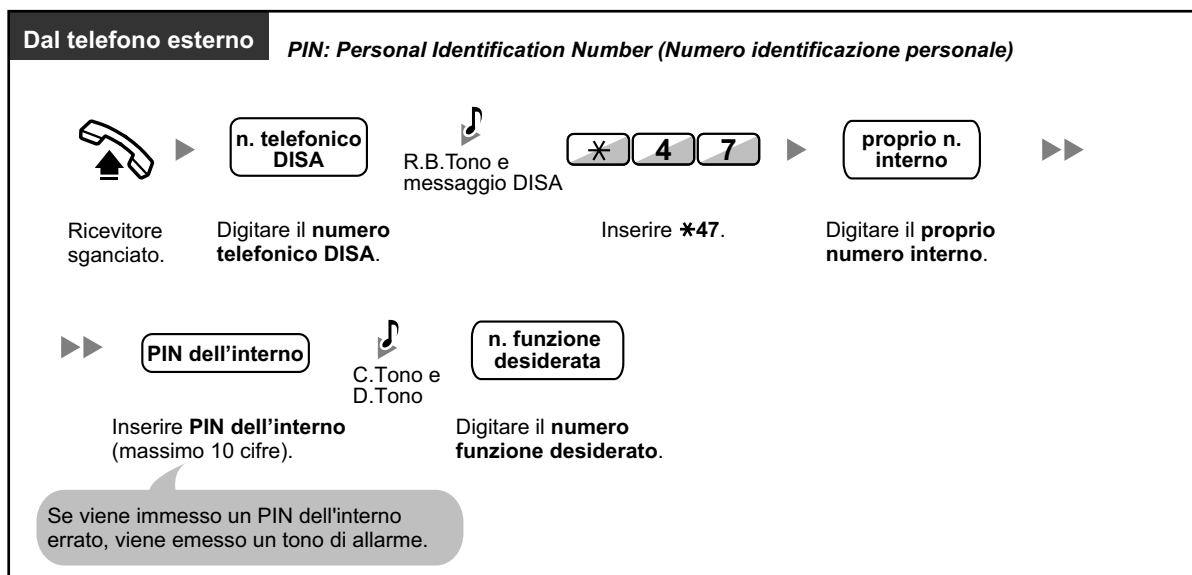 Dal telefono esterno
PIN: Personal Identification Number (Numero identificazione personale)
n. telefonico
DISA
R.B.Tono e
messaggio DISA
* 4 7
proprio n.
interno
Ricevitore
sganciato.
Digitare il numero
telefonico DISA.
Inserire *47.
Digitare il proprio
numero interno.
PIN dell'interno
C.Tono e
D.Tono
n. funzione
desiderata
Inserire PIN dell'interno
(massimo 10 cifre).
Digitare il numero
funzione desiderato.
Se viene immesso un PIN dell'interno
errato, viene emesso un tono di allarme.